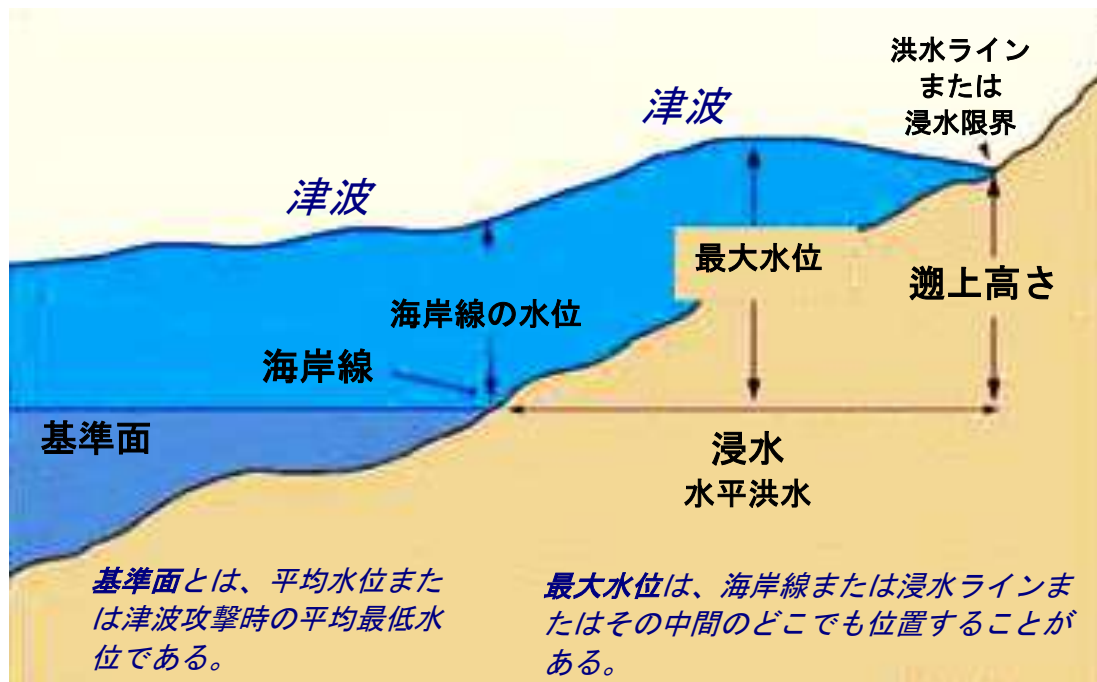 洪水ライン
または
浸水限界
津波
津波
最大水位
遡上高さ
海岸線の水位
海岸線
基準面
浸水
水平洪水
基準面とは、平均水位また
は津波攻撃時の平均最低水
位である。
最大水位は、海岸線または浸水ラインま
たはその中間のどこでも位置することが
ある。